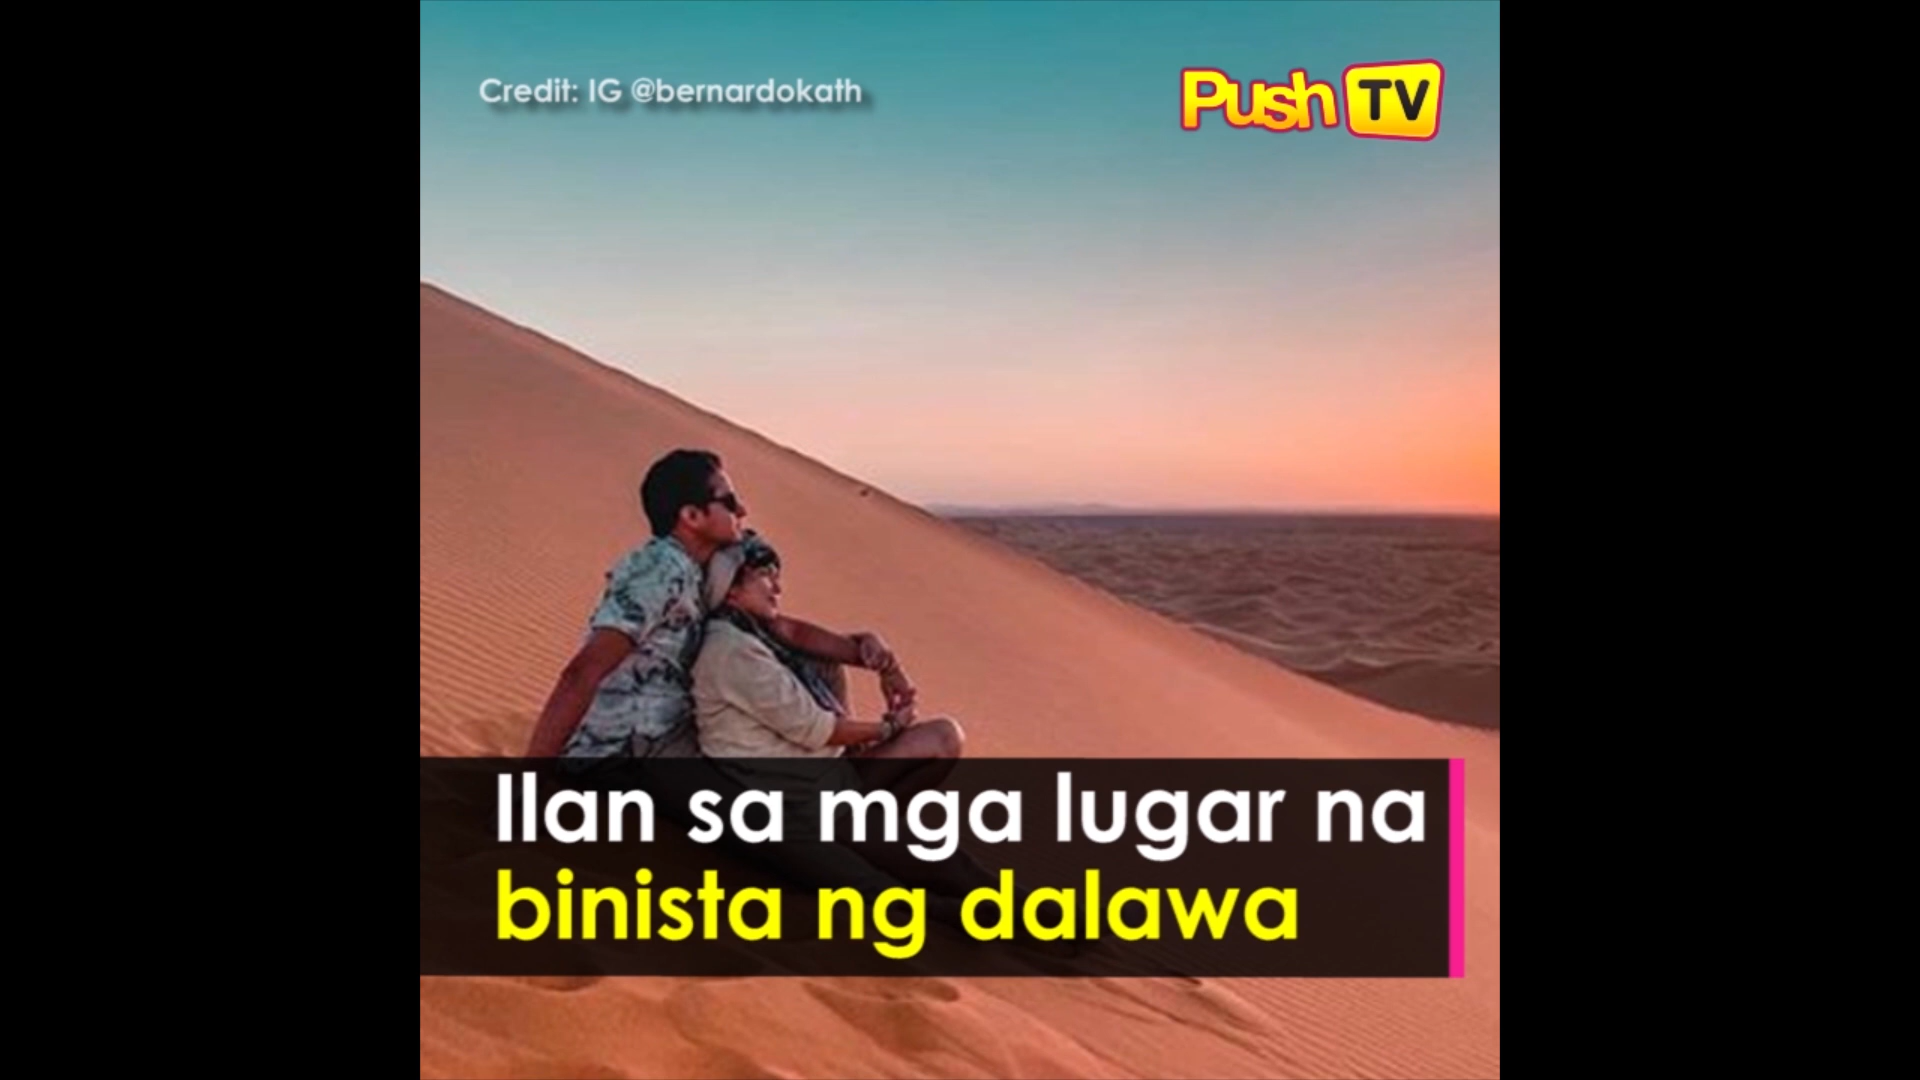 Credit: IG @bernardokath
Push TV
Ilan sa mga lugar na
binista ng dalawa